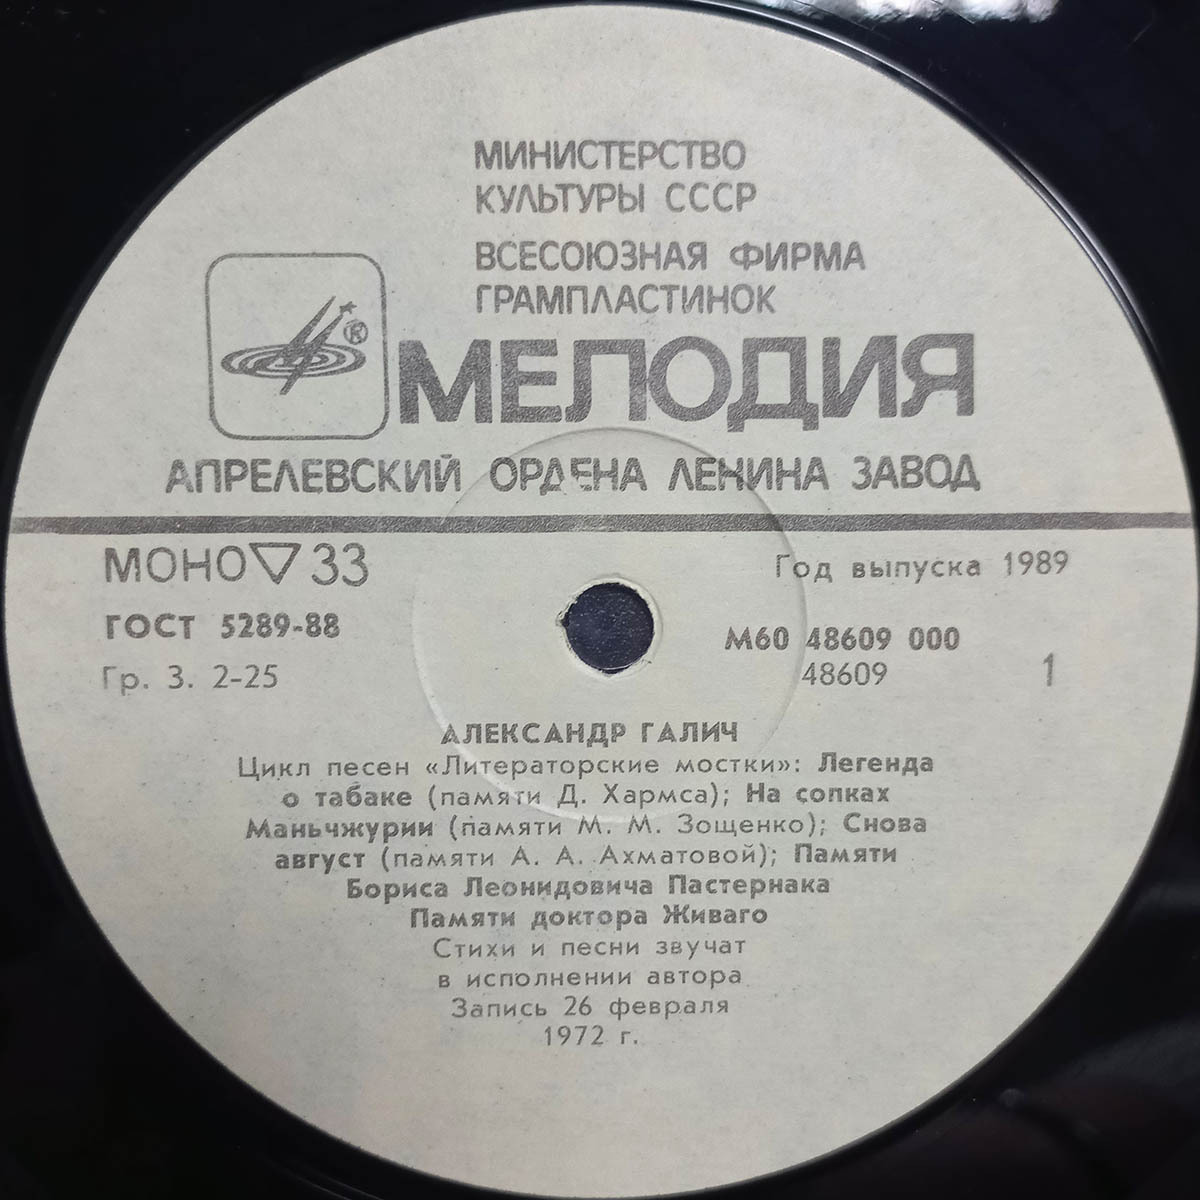 МИНИСТЕРСТВО
КУЛЬТУРЫ СССР
ВСЕСОЮЗНАЯ ФИРМА
ГРАМПЛАСТИНОК
®
МЕЛОДИЯ
АПРЕЛЕВСКИЙ ОРДЕНА ЛЕНИНА ЗАВОД
МОНО ▽ 33
Год выпуска 1989
ГОСТ 5289-88
М60 48609 000
Гр. 3. 2-25
48609
1
АЛЕКСАНДР ГАЛИЧ
Цикл песен «Литераторские мостки»: Легенда
о табаке (памяти Д. Хармса); На сопках
Маньчжурии (памяти М. М. Зощенко); Снова
август (памяти А. А. Ахматовой); Памяти
Бориса Леонидовича Пастернака
Памяти доктора Живаго
Стихи и песни звучат
в исполнении автора
Запись 26 февраля
1972 г.